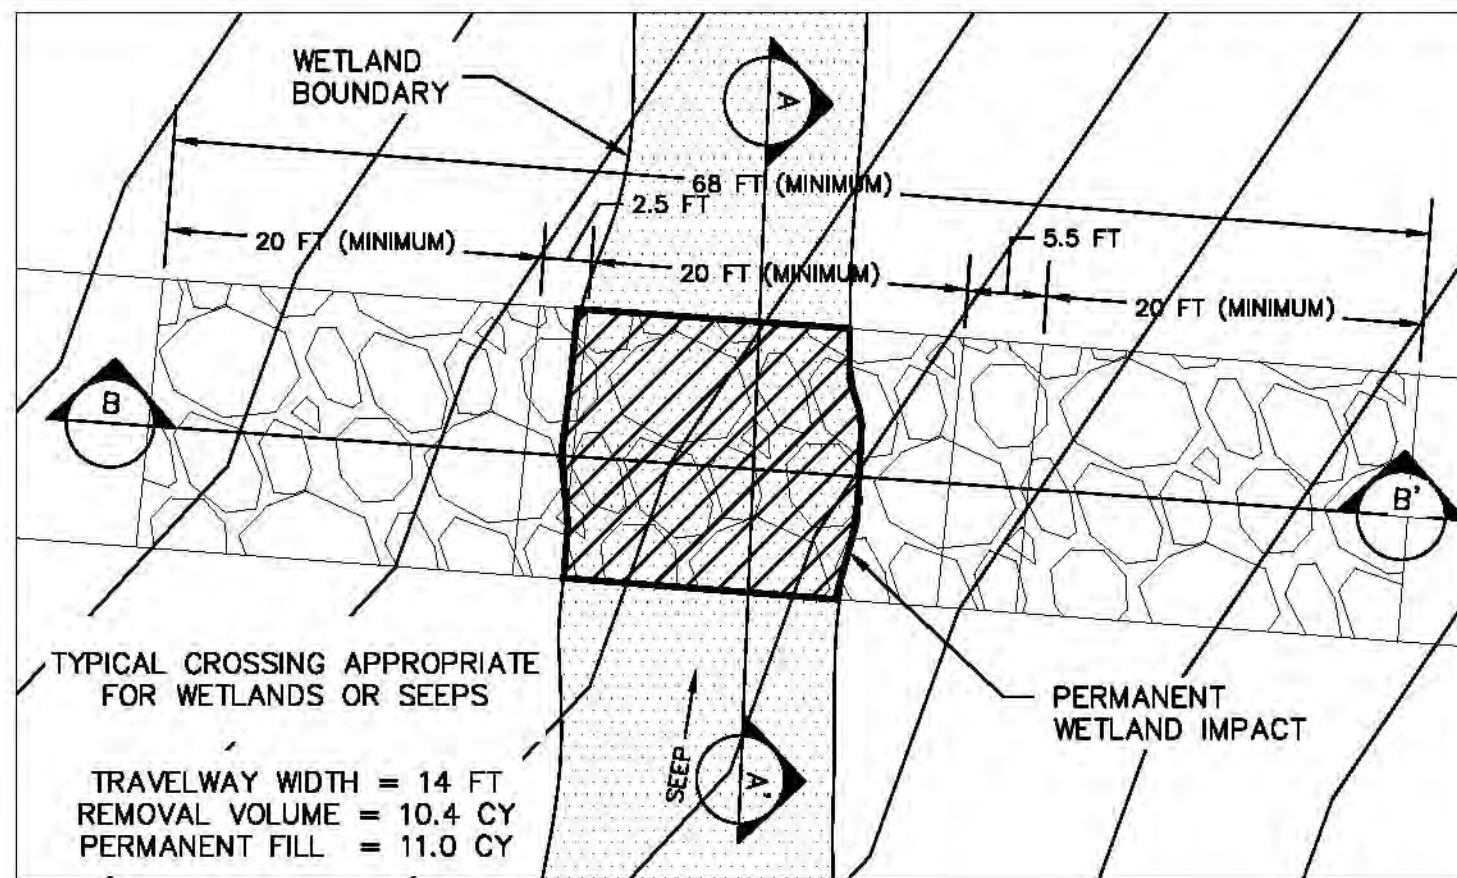 WETLAND
BOUNDARY
A
68 FT (MINIMUM)
2.5 FT
20 FT (MINIMUM)
5.5 FT
20 FT (MINIMUM)
20 FT (MINIMUM)
B
B'
TYPICAL CROSSING APPROPRIATE
FOR WETLANDS OR SEEPS
PERMANENT
WETLAND IMPACT
SEEP
A'
TRAVELWAY WIDTH = 14 FT
REMOVAL VOLUME = 10.4 CY
PERMANENT FILL = 11.0 CY